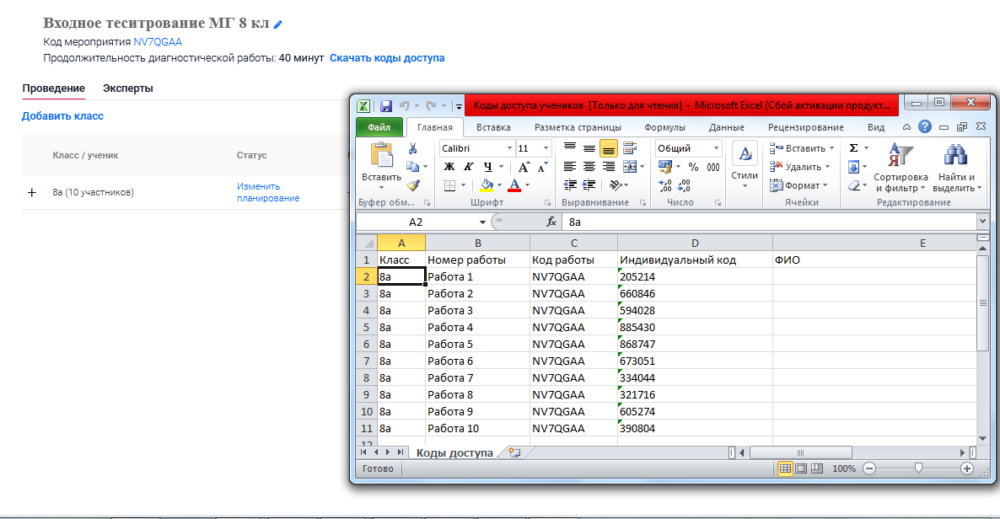 Входное теситрование МГ 8 кл
Код мероприятия NV7QGAA
Продолжительность диагностической работы: 40 минут Скачать коды доступа
Проведение Эксперты
Добавить класс
Класс / ученик Статус
8а (10 участников) Изменить
планирование
Коды доступа учеников [Только для чтения] - Microsoft Excel (Сбой активации продукт...
Файл Главная Вставка Разметка страницы Формулы Данные Рецензирование Вид
Calibri 11 Общий Вставить Σ
Ж К Ч А А % 000 Удалить
Вставить Стили Сортировка Найти и
А ,00 Формат и фильтр выделить
Буфер обм... Шрифт Выравнивание Число Ячейки Редактирование
A2 fx 8а
A B C D E
1 Класс Номер работы Код работы Индивидуальный код ФИО
2 8а Работа 1 NV7QGAA 205214
3 8а Работа 2 NV7QGAA 660846
4 8а Работа 3 NV7QGAA 594028
5 8а Работа 4 NV7QGAA 885430
6 8а Работа 5 NV7QGAA 868747
7 8а Работа 6 NV7QGAA 673051
8 8а Работа 7 NV7QGAA 334044
9 8а Работа 8 NV7QGAA 321716
10 8а Работа 9 NV7QGAA 605274
11 8а Работа 10 NV7QGAA 390804
12
Коды доступа
Готово 100%